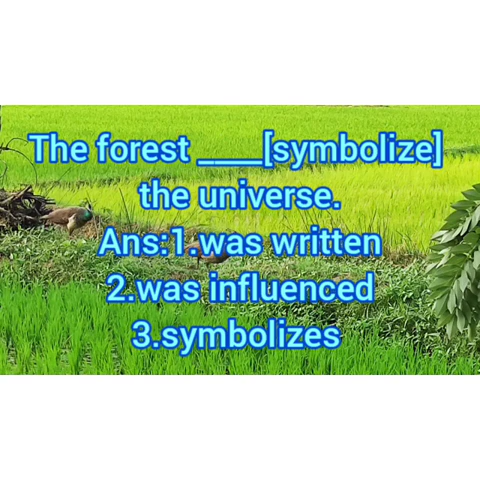 The forest ____[symbolize]
the universe.
Ans:1.was written
2.was influenced
3.symbolizes